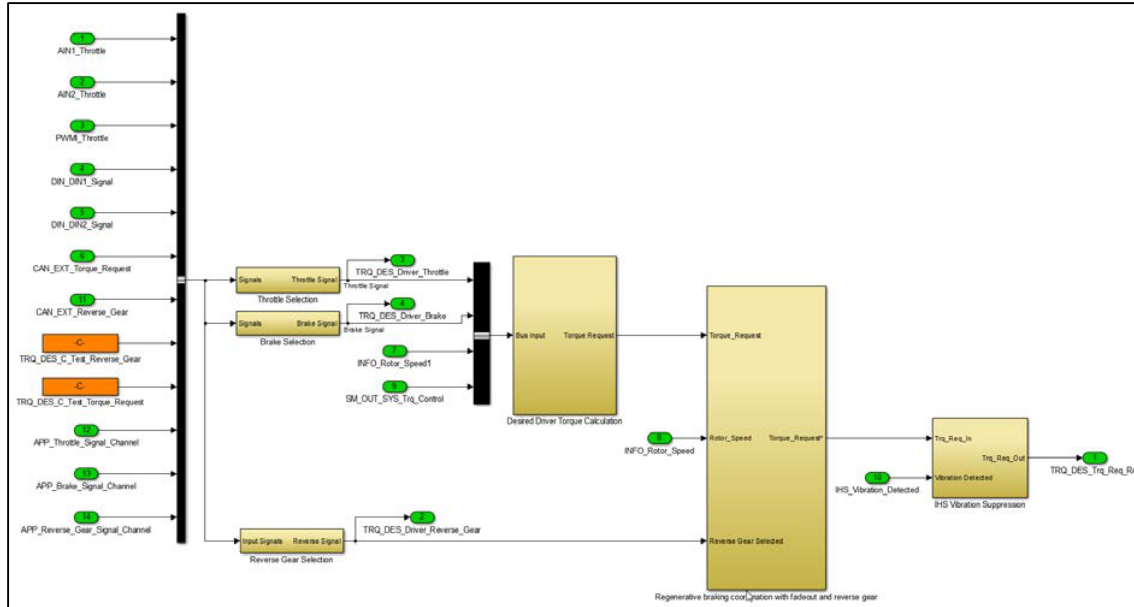 1
AIN1_Throttle
2
AIN2_Throttle
3
PWMI_Throttle
4
DIN_DIN1_Signal
5
DIN_DIN2_Signal
6
CAN_EXT_Torque_Request
11
CAN_EXT_Reverse_Gear
-C-
TRQ_DES_C_Test_Reverse_Gear
-C-
TRQ_DES_C_Test_Torque_Request
12
APP_Throttle_Signal_Channel
13
APP_Brake_Signal_Channel
14
APP_Reverse_Gear_Signal_Channel
Signals
Throttle Signal
Throttle Selection
Throttle Signal
3
TRQ_DES_Driver_Throttle
Signals
Brake Signal
Brake Selection
Brake Signal
4
TRQ_DES_Driver_Brake
7
INFO_Rotor_Speed1
9
SM_OUT_SYS_Trq_Control
Input Signals
Reverse Signal
Reverse Gear Selection
2
TRQ_DES_Driver_Reverse_Gear
Bus Input
Torque Request
Desired Driver Torque Calculation
8
INFO_Rotor_Speed
Torque_Request
Rotor_Speed
Torque_Request*
Reverse Gear Selected
Regenerative braking coordination with fadeout and reverse gear
10
IHS_Vibration_Detected
Trq_Req_In
Trq_Req_Out
Vibration Detected
IHS Vibration Suppression
1
TRQ_DES_Trq_Req_Ro